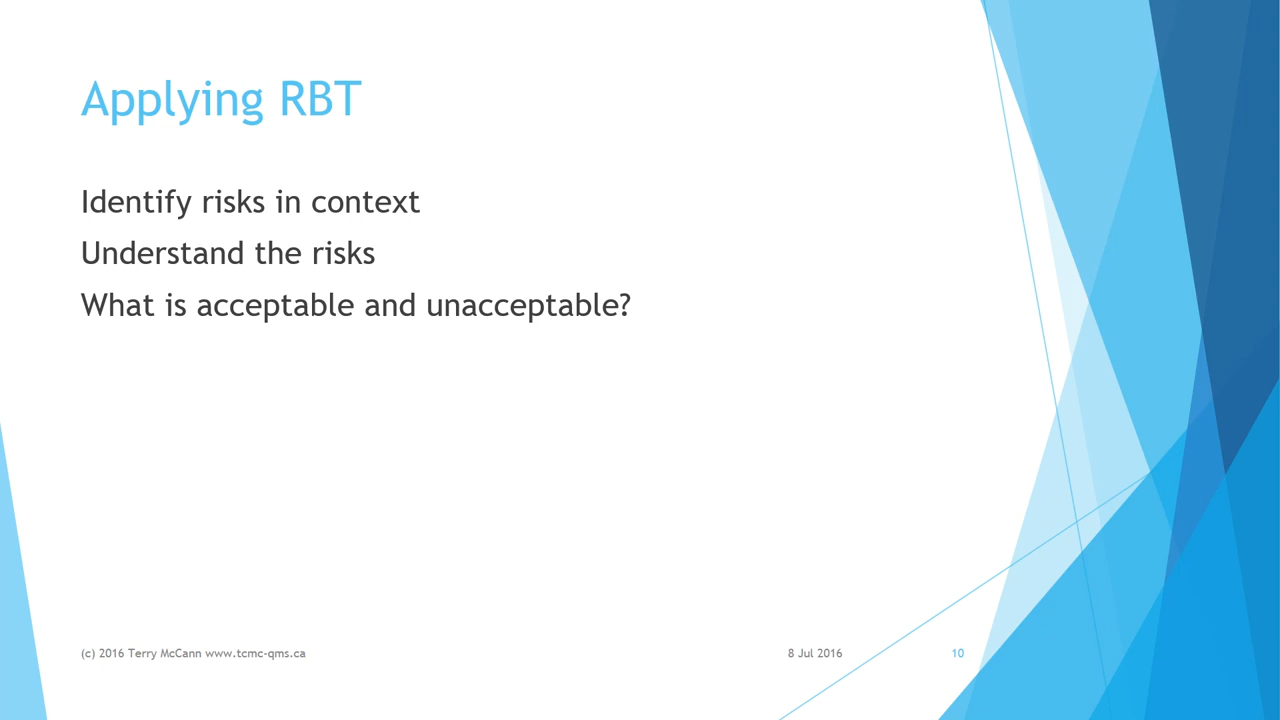 Applying RBT
Identify risks in context
Understand the risks
What is acceptable and unacceptable?
(c) 2016 Terry McCann www.tcmc-qms.ca
8 Jul 2016
10